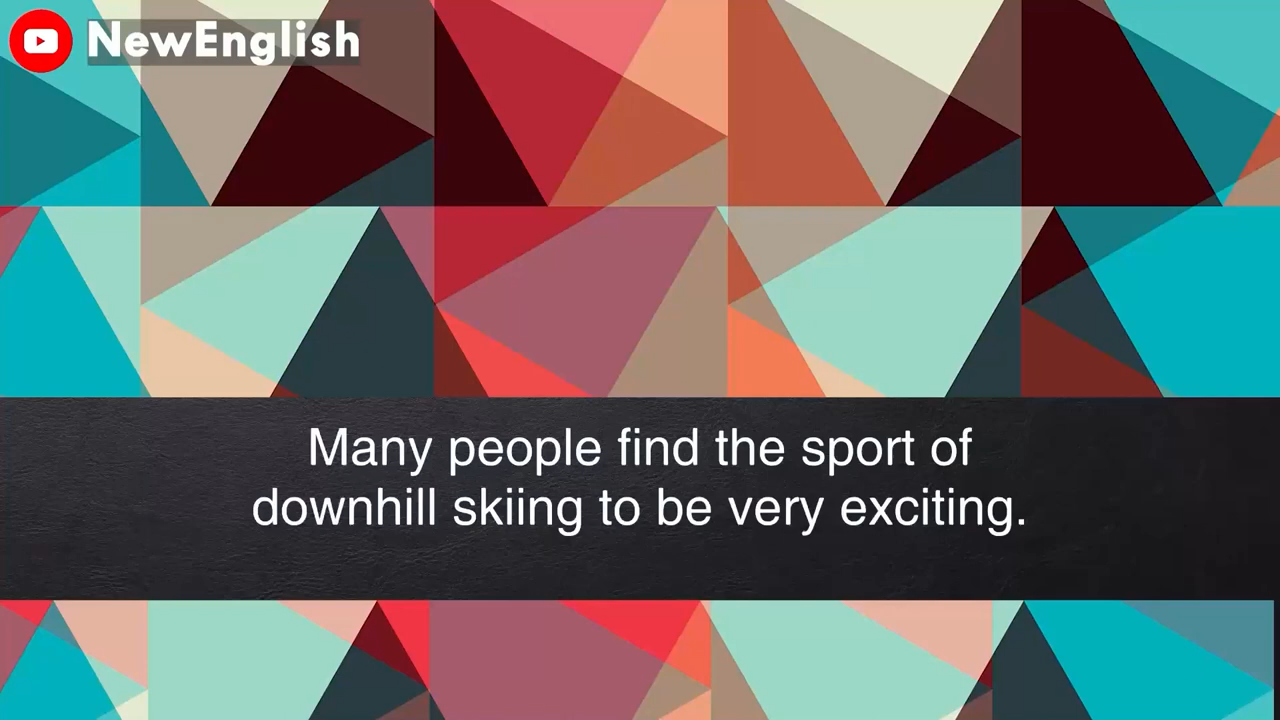 NewEnglish
Many people find the sport of
downhill skiing to be very exciting.